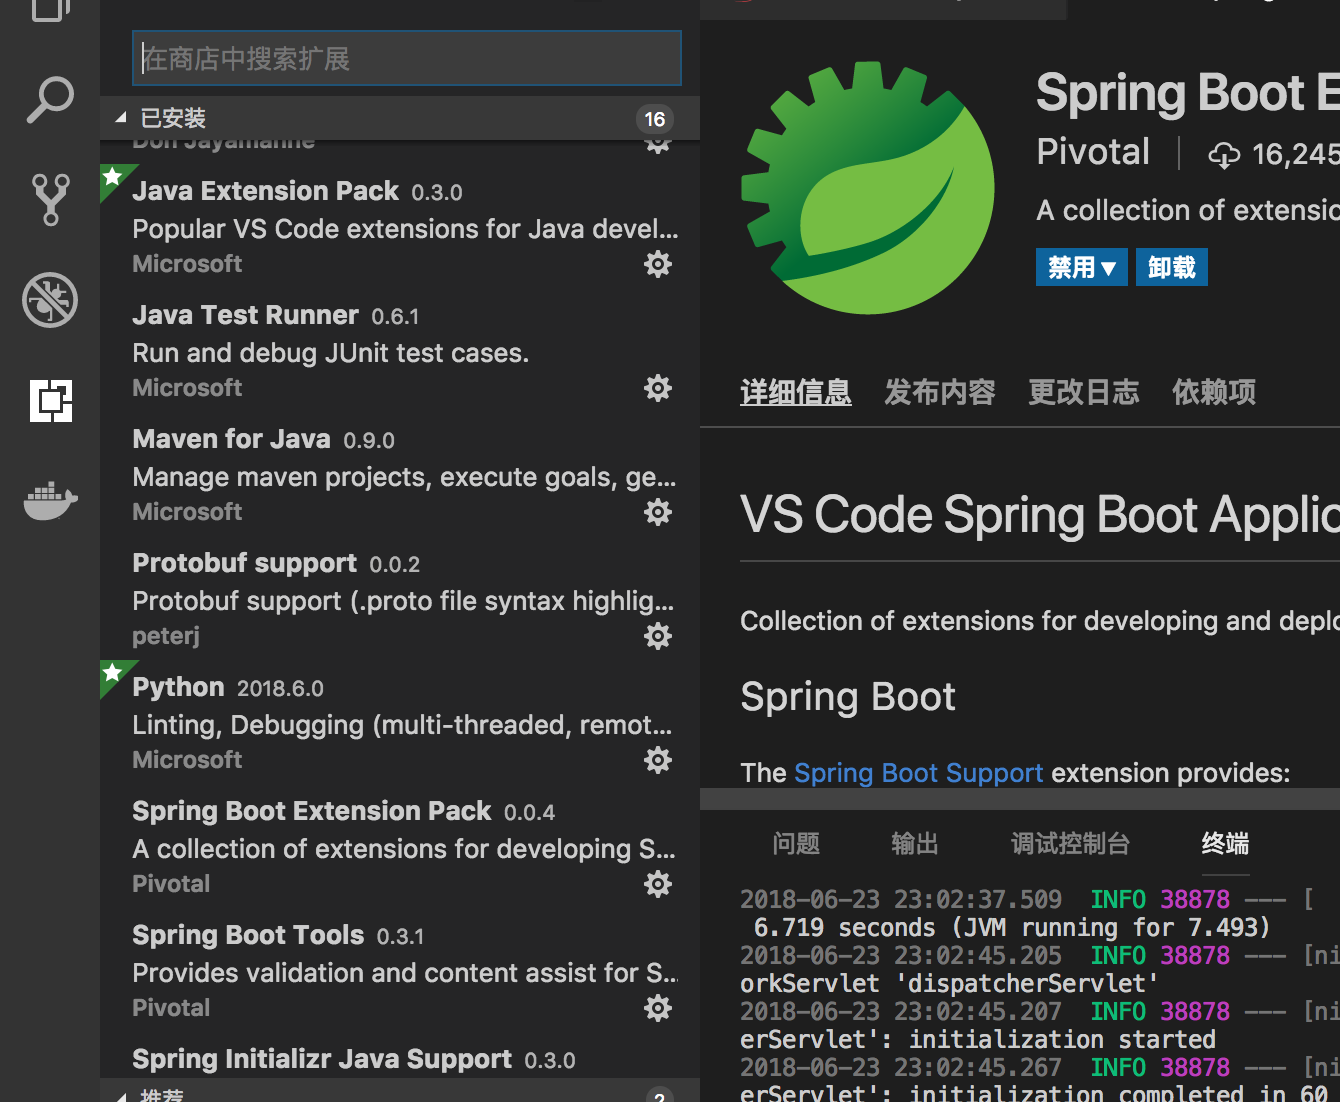 在商店中搜索扩展
已安装 16
Don Jayamanne
Java Extension Pack 0.3.0
Popular VS Code extensions for Java devel...
Microsoft
Java Test Runner 0.6.1
Run and debug JUnit test cases.
Microsoft
Maven for Java 0.9.0
Manage maven projects, execute goals, ge...
Microsoft
Protobuf support 0.0.2
Protobuf support (.proto file syntax highlig...
peterj
Python 2018.6.0
Linting, Debugging (multi-threaded, remot...
Microsoft
Spring Boot Extension Pack 0.0.4
A collection of extensions for developing S...
Pivotal
Spring Boot Tools 0.3.1
Provides validation and content assist for S...
Pivotal
Spring Initializr Java Support 0.3.0
推荐 2
Spring Boot E
Pivotal 16,245
A collection of extensio
禁用 ▼ 卸载
详细信息 发布内容 更改日志 依赖项
VS Code Spring Boot Applic
Collection of extensions for developing and deplo
Spring Boot
The Spring Boot Support extension provides:
问题 输出 调试控制台 终端
2018-06-23 23:02:37.509 INFO 38878 --- [
6.719 seconds (JVM running for 7.493)
2018-06-23 23:02:45.205 INFO 38878 --- [ni
orkServlet 'dispatcherServlet'
2018-06-23 23:02:45.207 INFO 38878 --- [ni
erServlet': initialization started
2018-06-23 23:02:45.267 INFO 38878 --- [ni
erServlet': initialization completed in 60